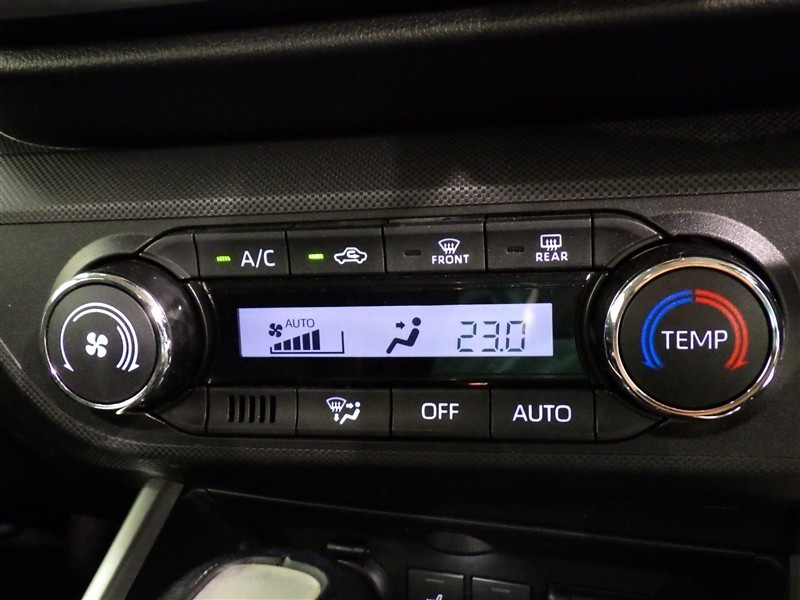 A/C
FRONT
REAR
AUTO
23.0
TEMP
OFF
AUTO